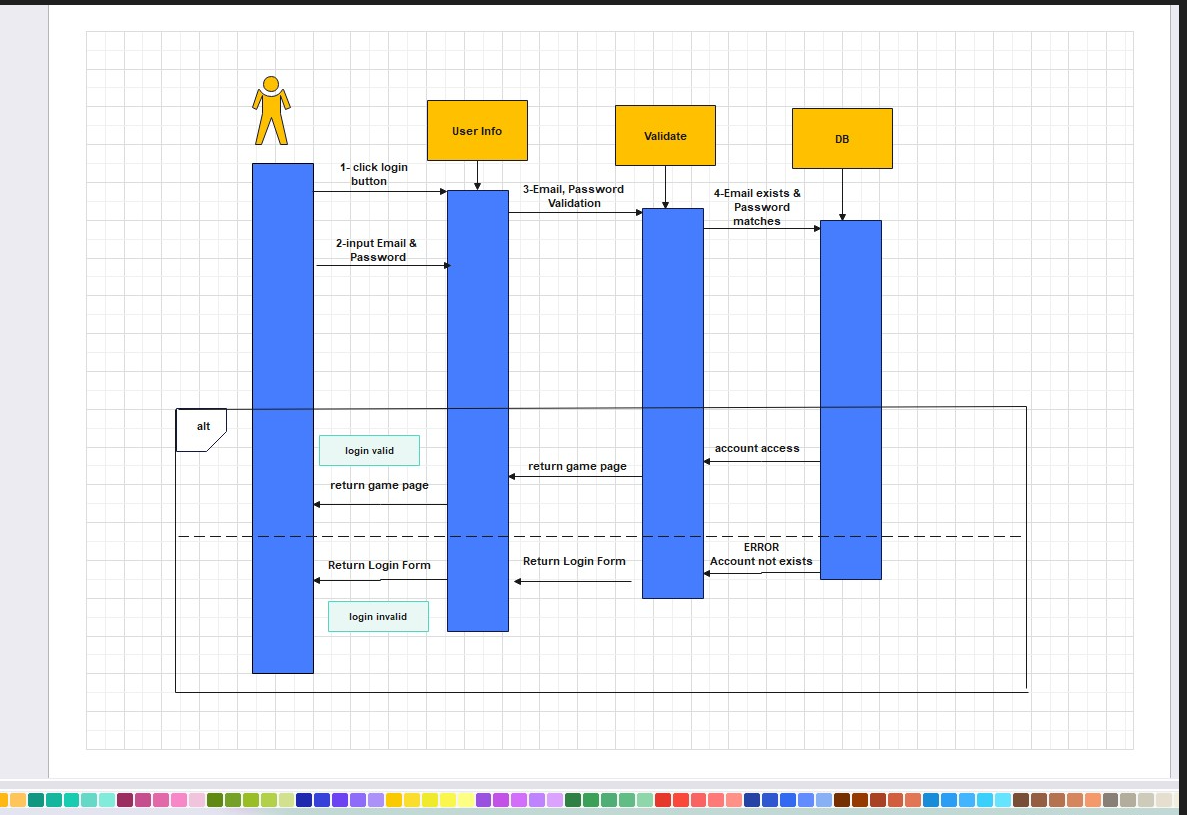 User Info
Validate
DB
1- click login
button
3-Email, Password
Validation
4-Email exists &
Password
matches
2-input Email &
Password
alt
login valid
account access
return game page
return game page
ERROR
Account not exists
Return Login Form
Return Login Form
login invalid